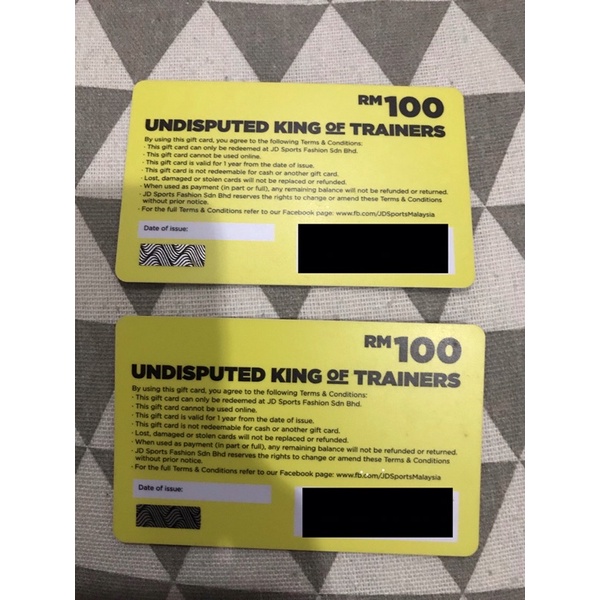 RM100
UNDISPUTED KING OF TRAINERS
By using this gift card, you agree to the following Terms & Conditions:
· This gift card can only be redeemed at JD Sports Fashion Sdn Bhd.
· This gift card cannot be used online.
· This gift card is valid for 1 year from the date of issue.
· This gift card is not redeemable for cash or another gift card.
· Lost, damaged or stolen cards will not be replaced or refunded.
· When used as payment (in part or full), any remaining balance will not be refunded or returned.
· JD Sports Fashion Sdn Bhd reserves the rights to change or amend these Terms & Conditions
without prior notice.
· For the full Terms & Conditions refer to our Facebook page: www.fb.com/JDSportsMalaysia
Date of issue:
RM100
UNDISPUTED KING OF TRAINERS
By using this gift card, you agree to the following Terms & Conditions:
· This gift card can only be redeemed at JD Sports Fashion Sdn Bhd.
· This gift card cannot be used online.
· This gift card is valid for 1 year from the date of issue.
· This gift card is not redeemable for cash or another gift card.
· Lost, damaged or stolen cards will not be replaced or refunded.
· When used as payment (in part or full), any remaining balance will not be refunded or returned.
· JD Sports Fashion Sdn Bhd reserves the rights to change or amend these Terms & Conditions
without prior notice.
· For the full Terms & Conditions refer to our Facebook page: www.fb.com/JDSportsMalaysia
Date of issue: